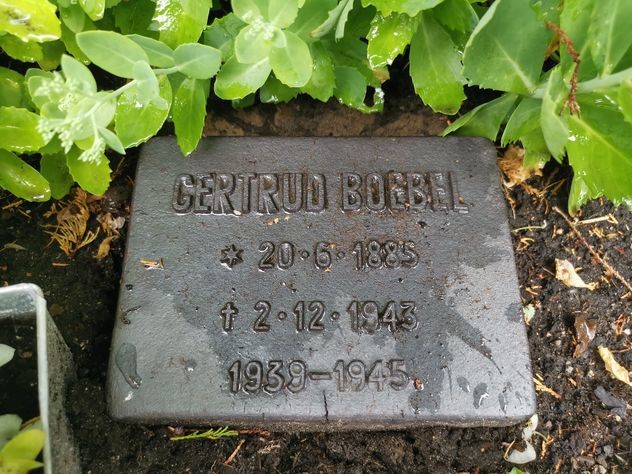 GERTRUD BOEBEL
* 20·6·1885
† 2·12·1943
1939–1945